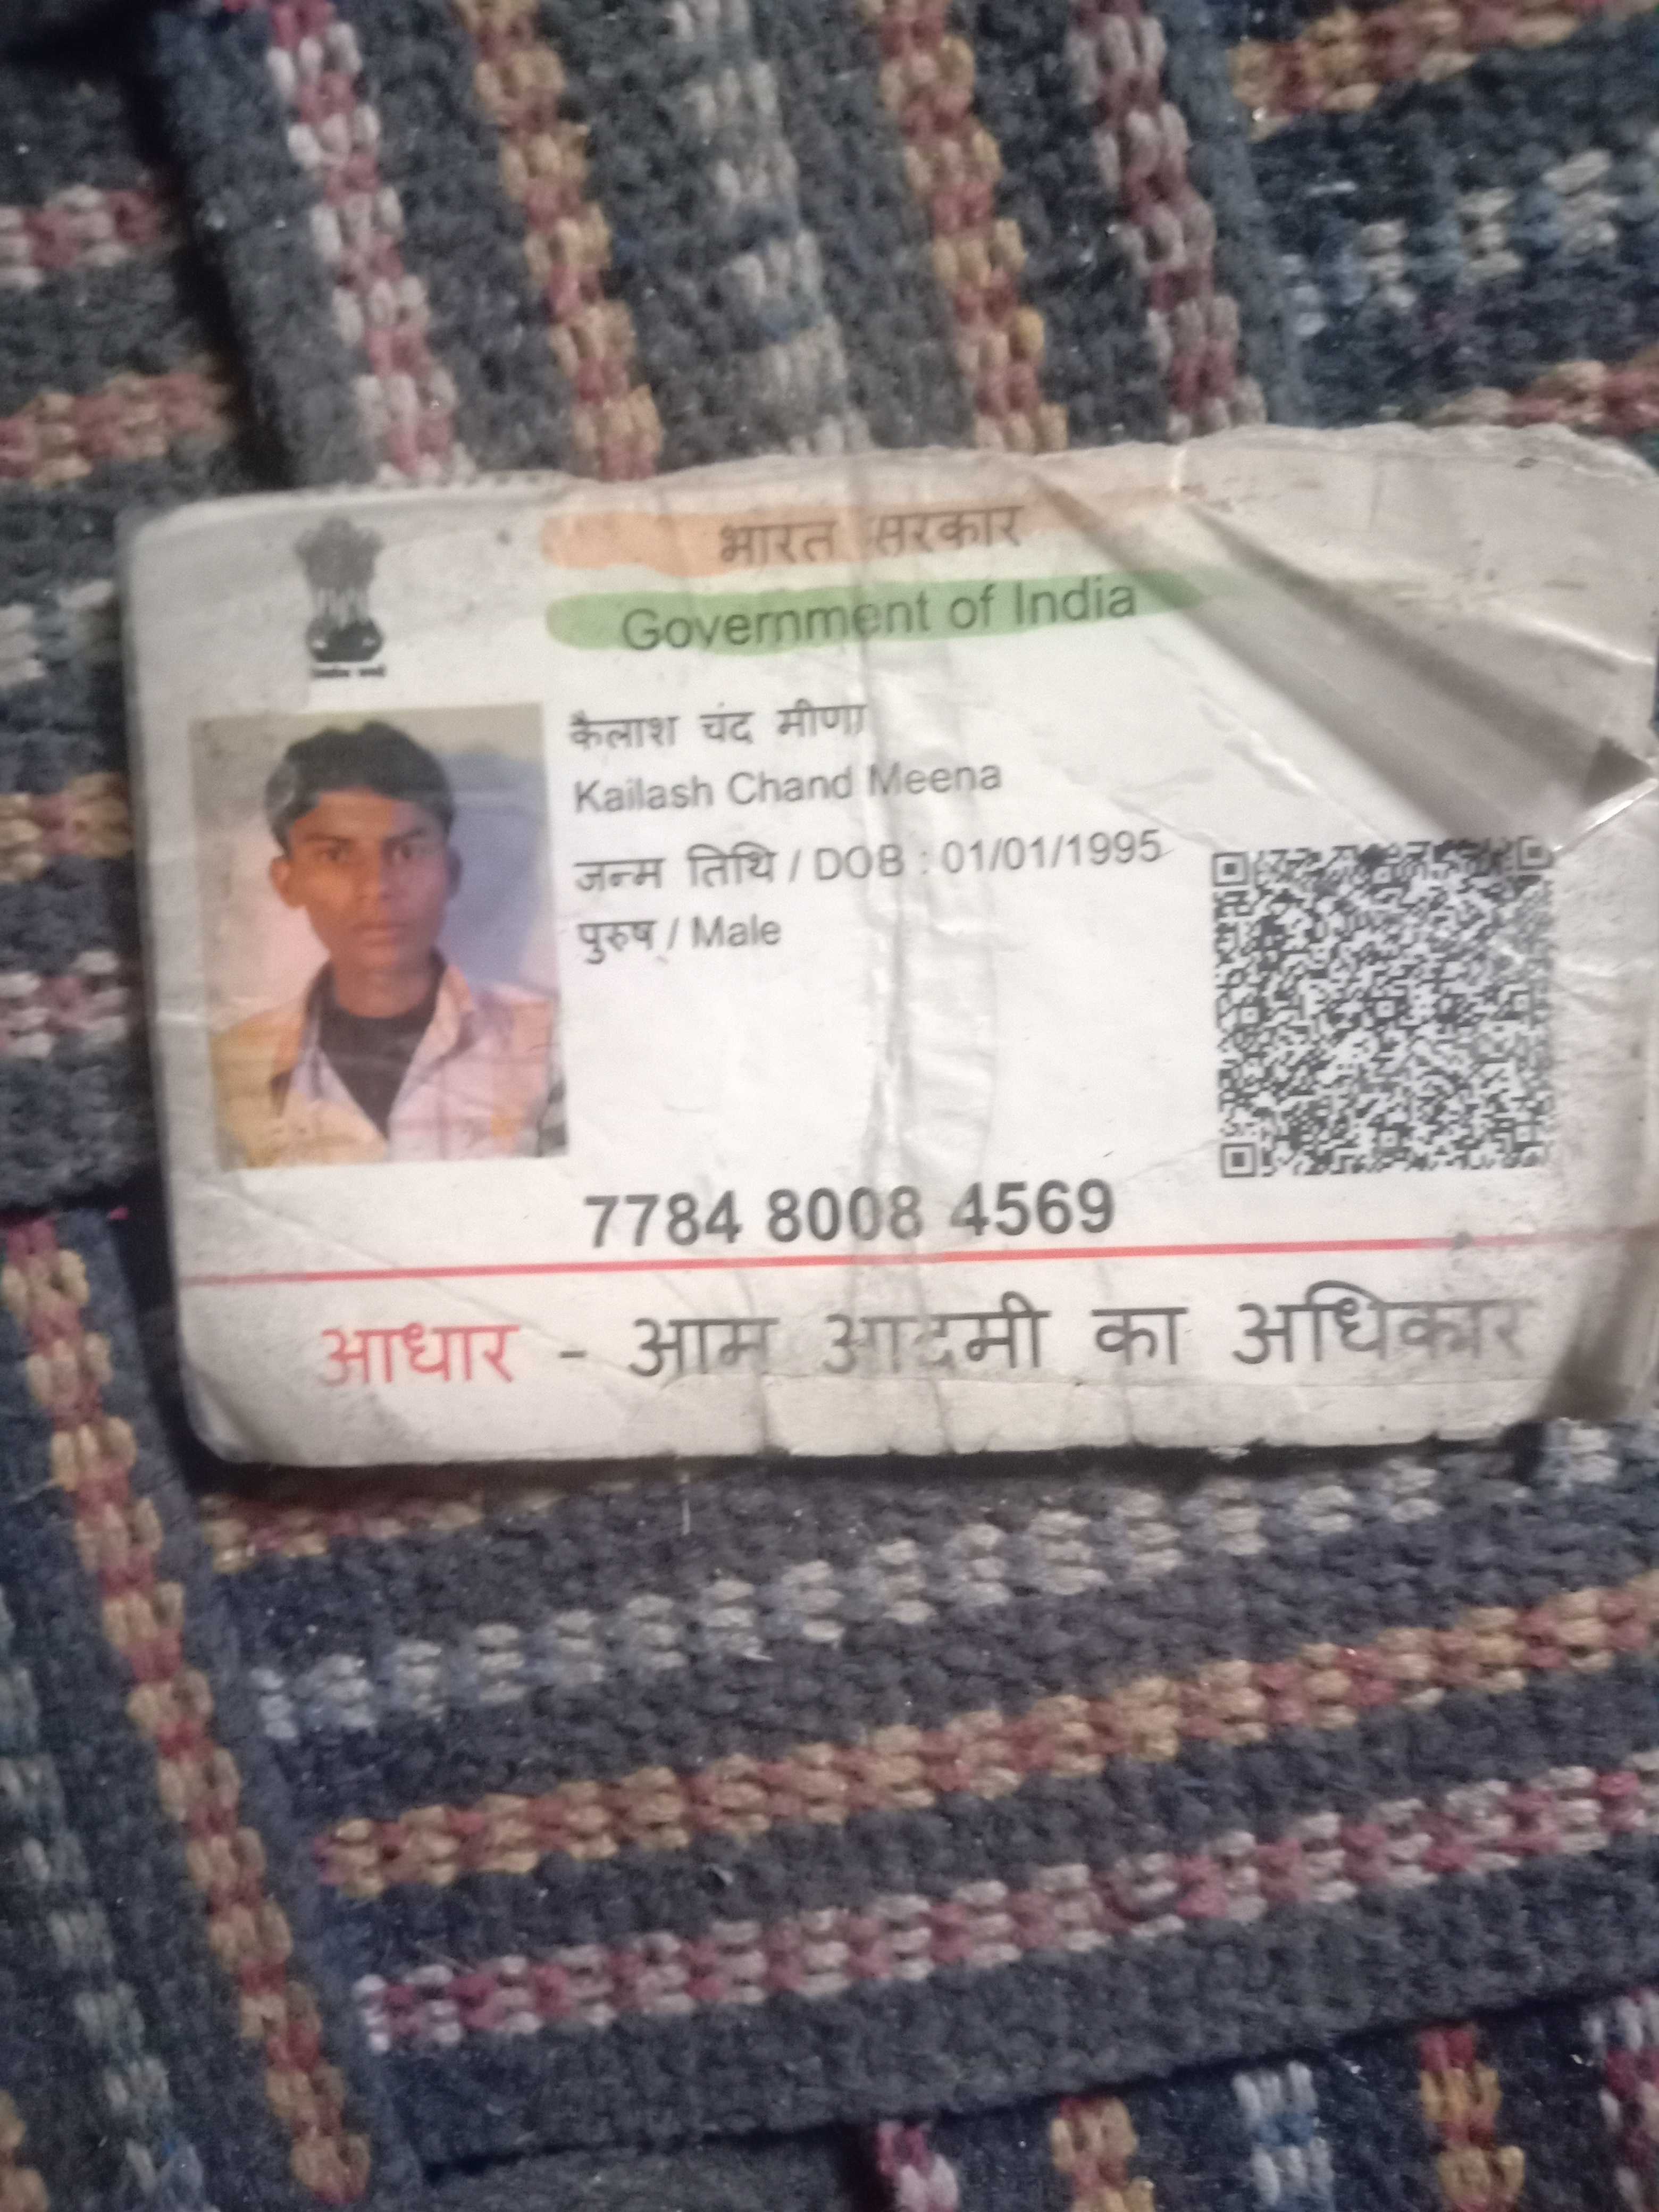 भारत सरकार
Government of India
कैलाश चंद मीणा
Kailash Chand Meena
जन्म तिथि / DOB : 01/01/1995
पुरुष / Male
7784 8008 4569
आधार - आम आदमी का अधिकार